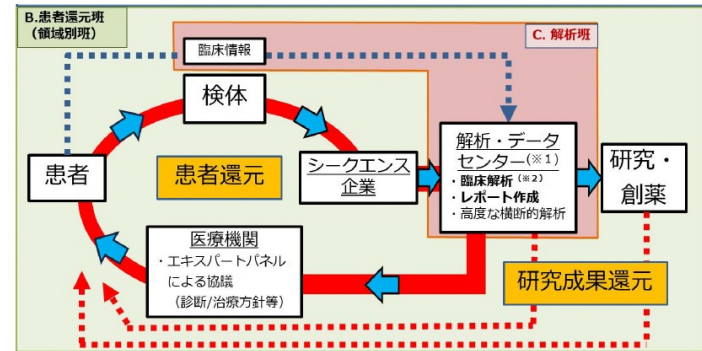 B.患者還元班
（領域別班）
C. 解析班
臨床情報
検体
患者
患者還元
シークエンス
企業
解析・データ
センター(※1)
・臨床解析(※2)
・レポート作成
・高度な横断的解析
研究・
創薬
医療機関
・エキスパートパネル
による協議
（診断/治療方針等）
研究成果還元